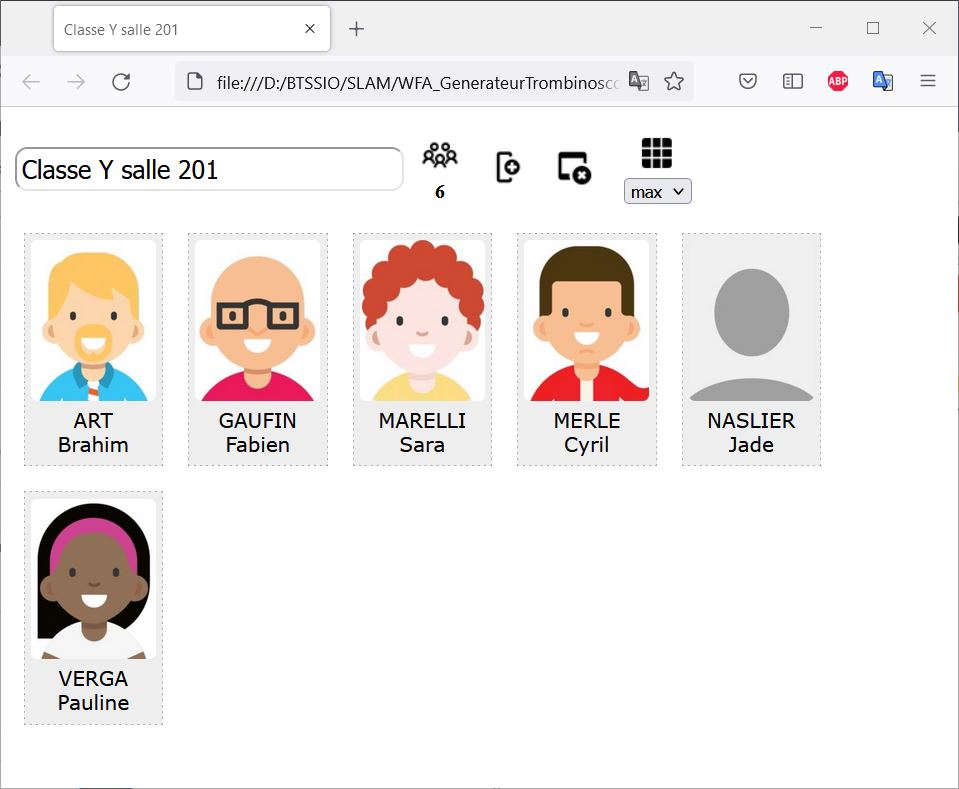 Classe Y salle 201
file:///D:/BTSSIO/SLAM/WFA_GenerateurTrombinosc
ABP
Classe Y salle 201
6
max
ART
Brahim
GAUFIN
Fabien
MARELLI
Sara
MERLE
Cyril
NASLIER
Jade
VERGA
Pauline